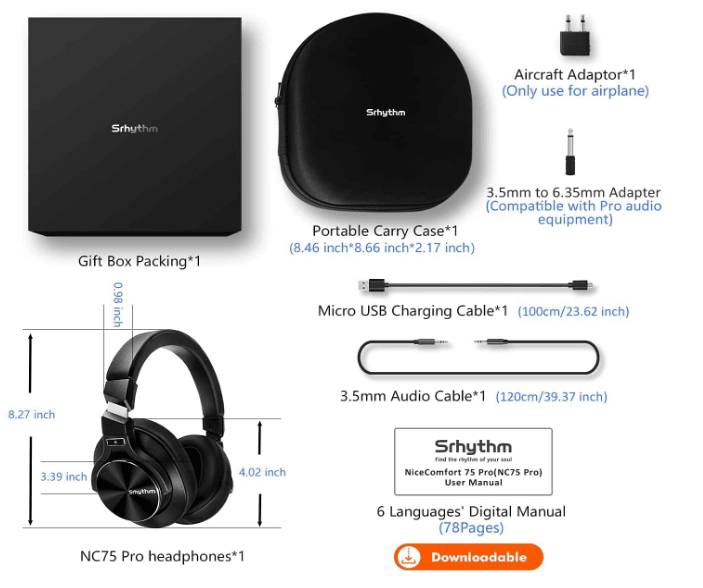 Srhythm
Gift Box Packing*1
Srhythm
Portable Carry Case*1
(8.46 inch*8.66 inch*2.17 inch)
Aircraft Adaptor*1
(Only use for airplane)
3.5mm to 6.35mm Adapter
(Compatible with Pro audio
equipment)
Micro USB Charging Cable*1 (100cm/23.62 inch)
3.5mm Audio Cable*1 (120cm/39.37 inch)
0.98 inch
8.27 inch
3.39 inch
4.02 inch
Srhythm
NC75 Pro headphones*1
Srhythm
Find the rhythm of your soul
NiceComfort 75 Pro(NC75 Pro)
User Manual
6 Languages' Digital Manual
(78Pages)
Downloadable